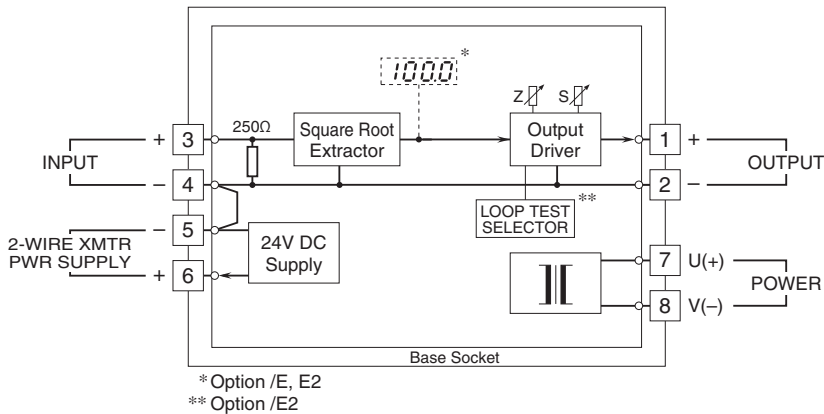 100.0 *
Z S
250Ω
Square Root
Extractor
Output
Driver
+ 3
1 +
INPUT
OUTPUT
− 4
2 −
LOOP TEST
SELECTOR
**
− 5
2-WIRE XMTR
PWR SUPPLY
24V DC
Supply
+ 6
7 U(+)
POWER
8 V(−)
Base Socket
* Option /E, E2
** Option /E2